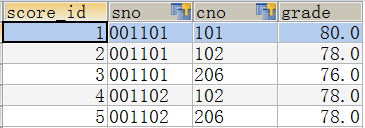 score_id sno cno grade
1 001101 101 80.0
2 001101 102 78.0
3 001101 206 76.0
4 001102 102 78.0
5 001102 206 78.0